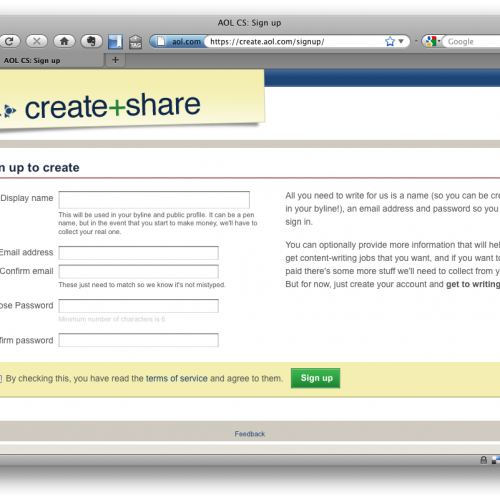 AOL CS: Sign up
aol.com https://create.aol.com/signup/
Google
AOL CS: Sign up
create+share
n up to create
Display name
This will be used in your byline and public profile. It can be a pen
name, but in the event that you start to make money, we'll have to
collect your real one.
Email address
Confirm email
These just need to match so we know it's not mistyped.
ose Password
Minimum number of characters is 6
firm password
All you need to write for us is a name (so you can be cre
in your byline!), an email address and password so you
sign in.
You can optionally provide more information that will hel
get content-writing jobs that you want, and if you want to
paid there's some more stuff we'll need to collect from y
But for now, just create your account and get to writing
By checking this, you have read the terms of service and agree to them.
Sign up
Feedback